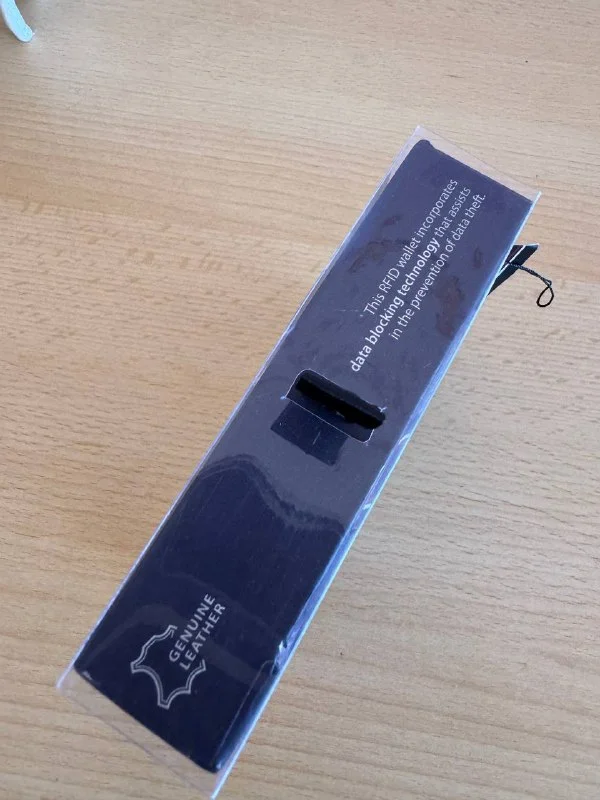 This RFID wallet incorporates
data blocking technology that assists
in the prevention of data theft.
GENUINE
LEATHER